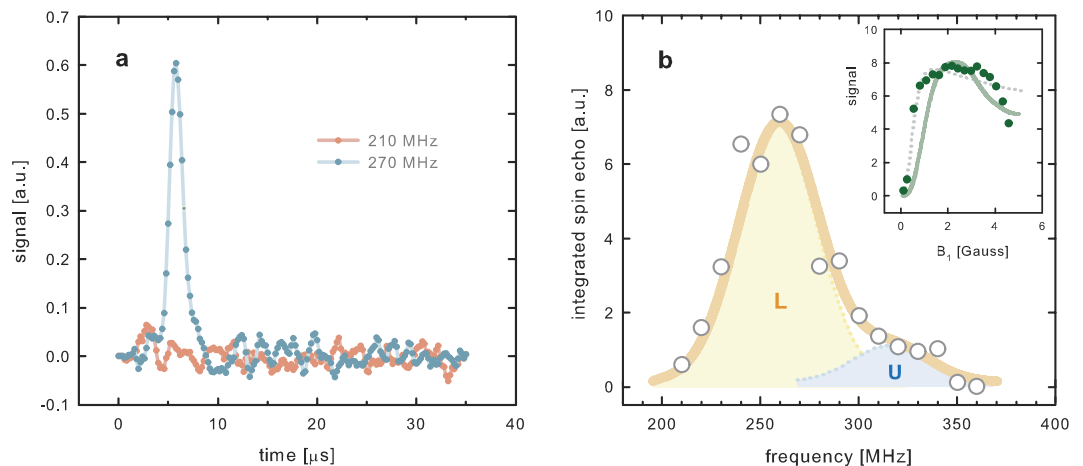 a
0.7
0.6
0.5
0.4
0.3
0.2
0.1
0.0
-0.1
signal [a.u.]
210 MHz
270 MHz
0
10
20
30
40
time [μs]
b
10
8
6
4
2
0
integrated spin echo [a.u.]
L
U
200
250
300
350
400
frequency [MHz]
10
8
6
4
2
0
signal
0
2
4
6
B1 [Gauss]